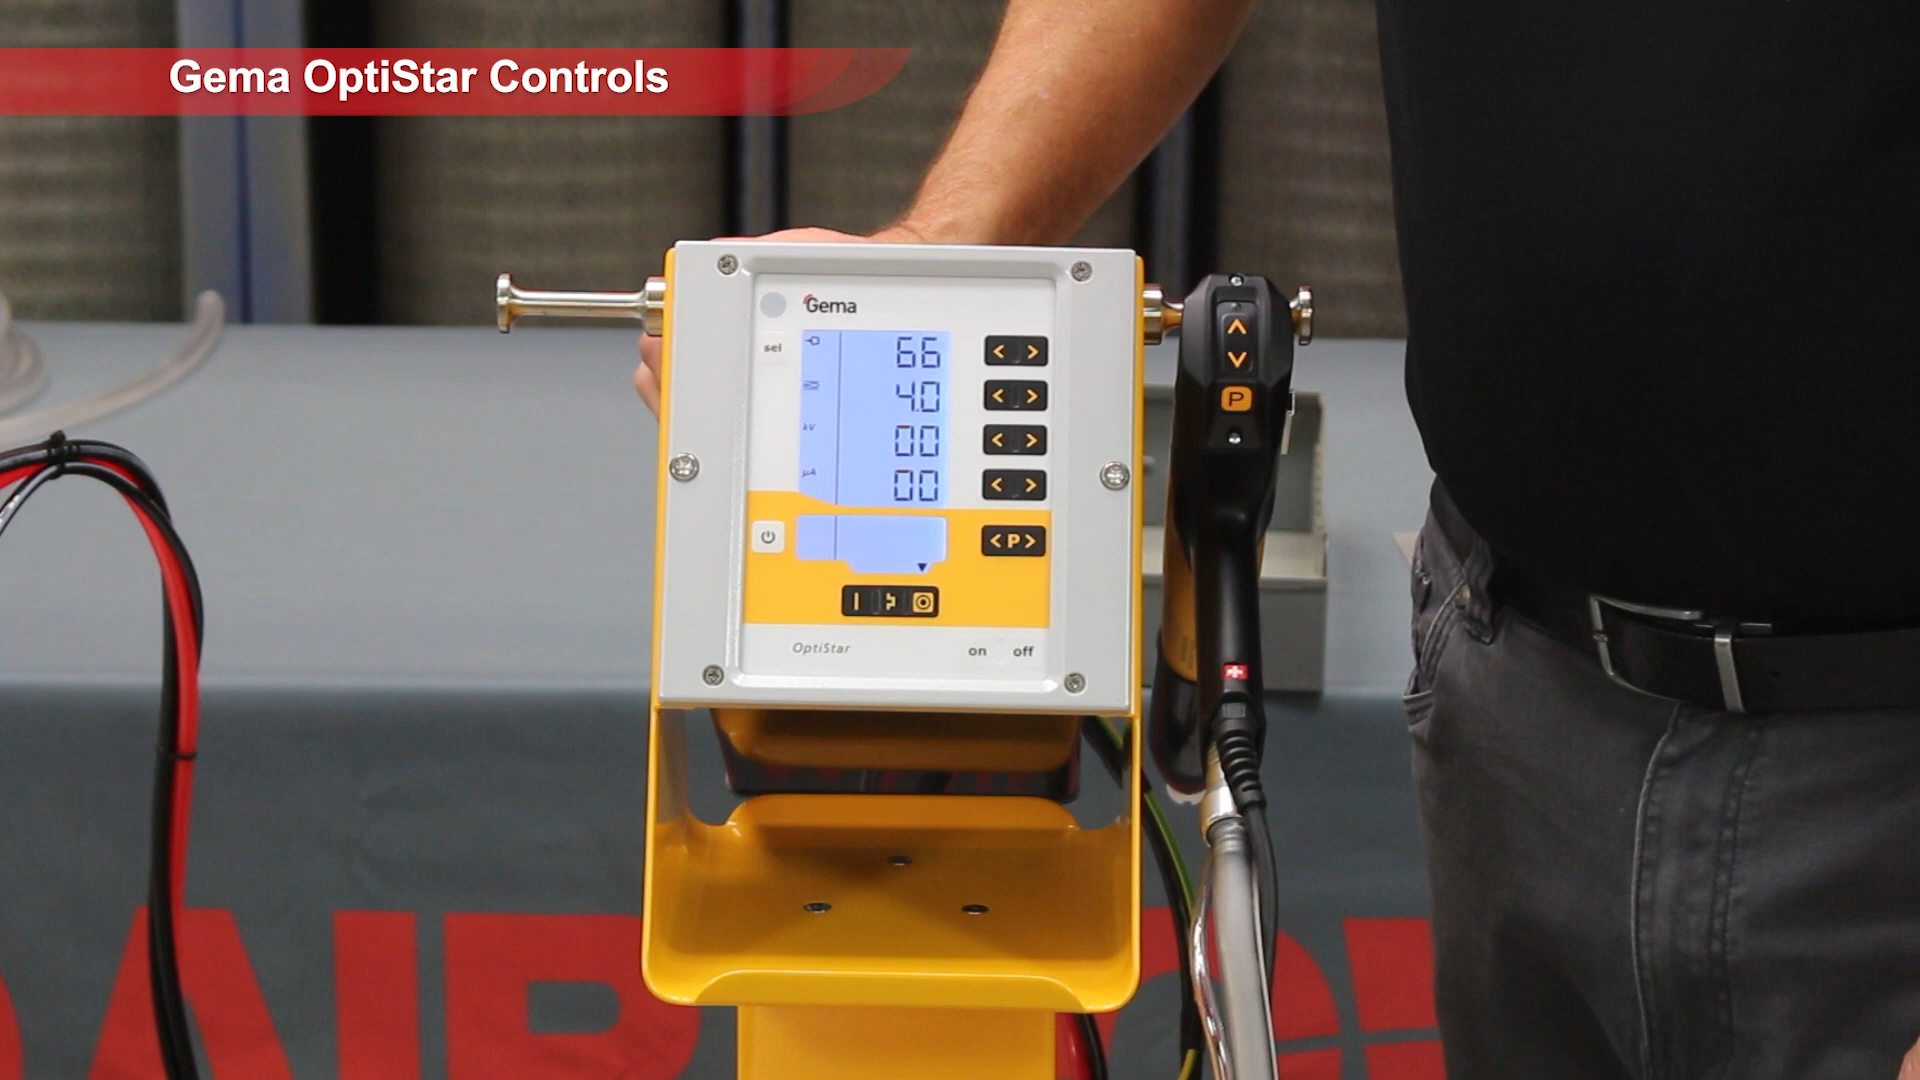 Gema OptiStar Controls
Gema
sel
66
4.0
kV
00
µA
00
<P>
OptiStar
on off
P